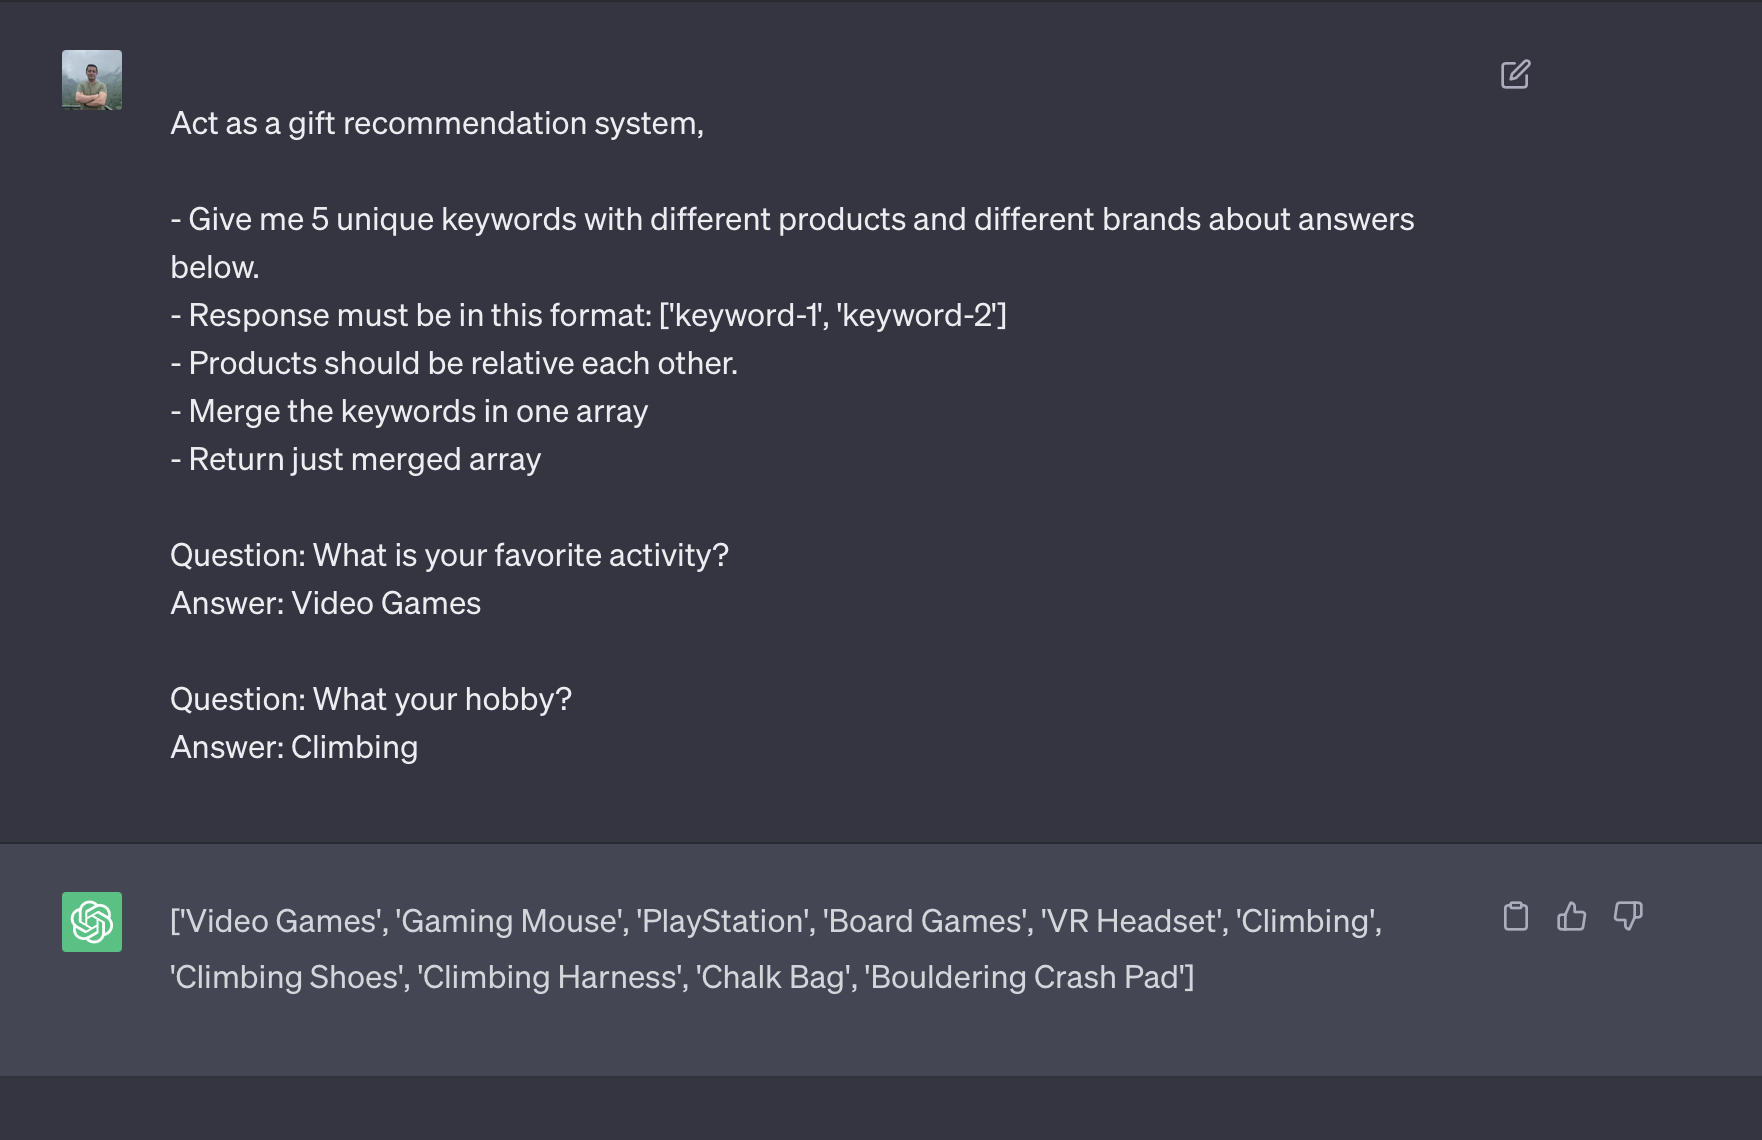 Act as a gift recommendation system,
- Give me 5 unique keywords with different products and different brands about answers
below.
- Response must be in this format: ['keyword-1', 'keyword-2']
- Products should be relative each other.
- Merge the keywords in one array
- Return just merged array
Question: What is your favorite activity?
Answer: Video Games
Question: What your hobby?
Answer: Climbing
['Video Games', 'Gaming Mouse', 'PlayStation', 'Board Games', 'VR Headset', 'Climbing',
'Climbing Shoes', 'Climbing Harness', 'Chalk Bag', 'Bouldering Crash Pad']